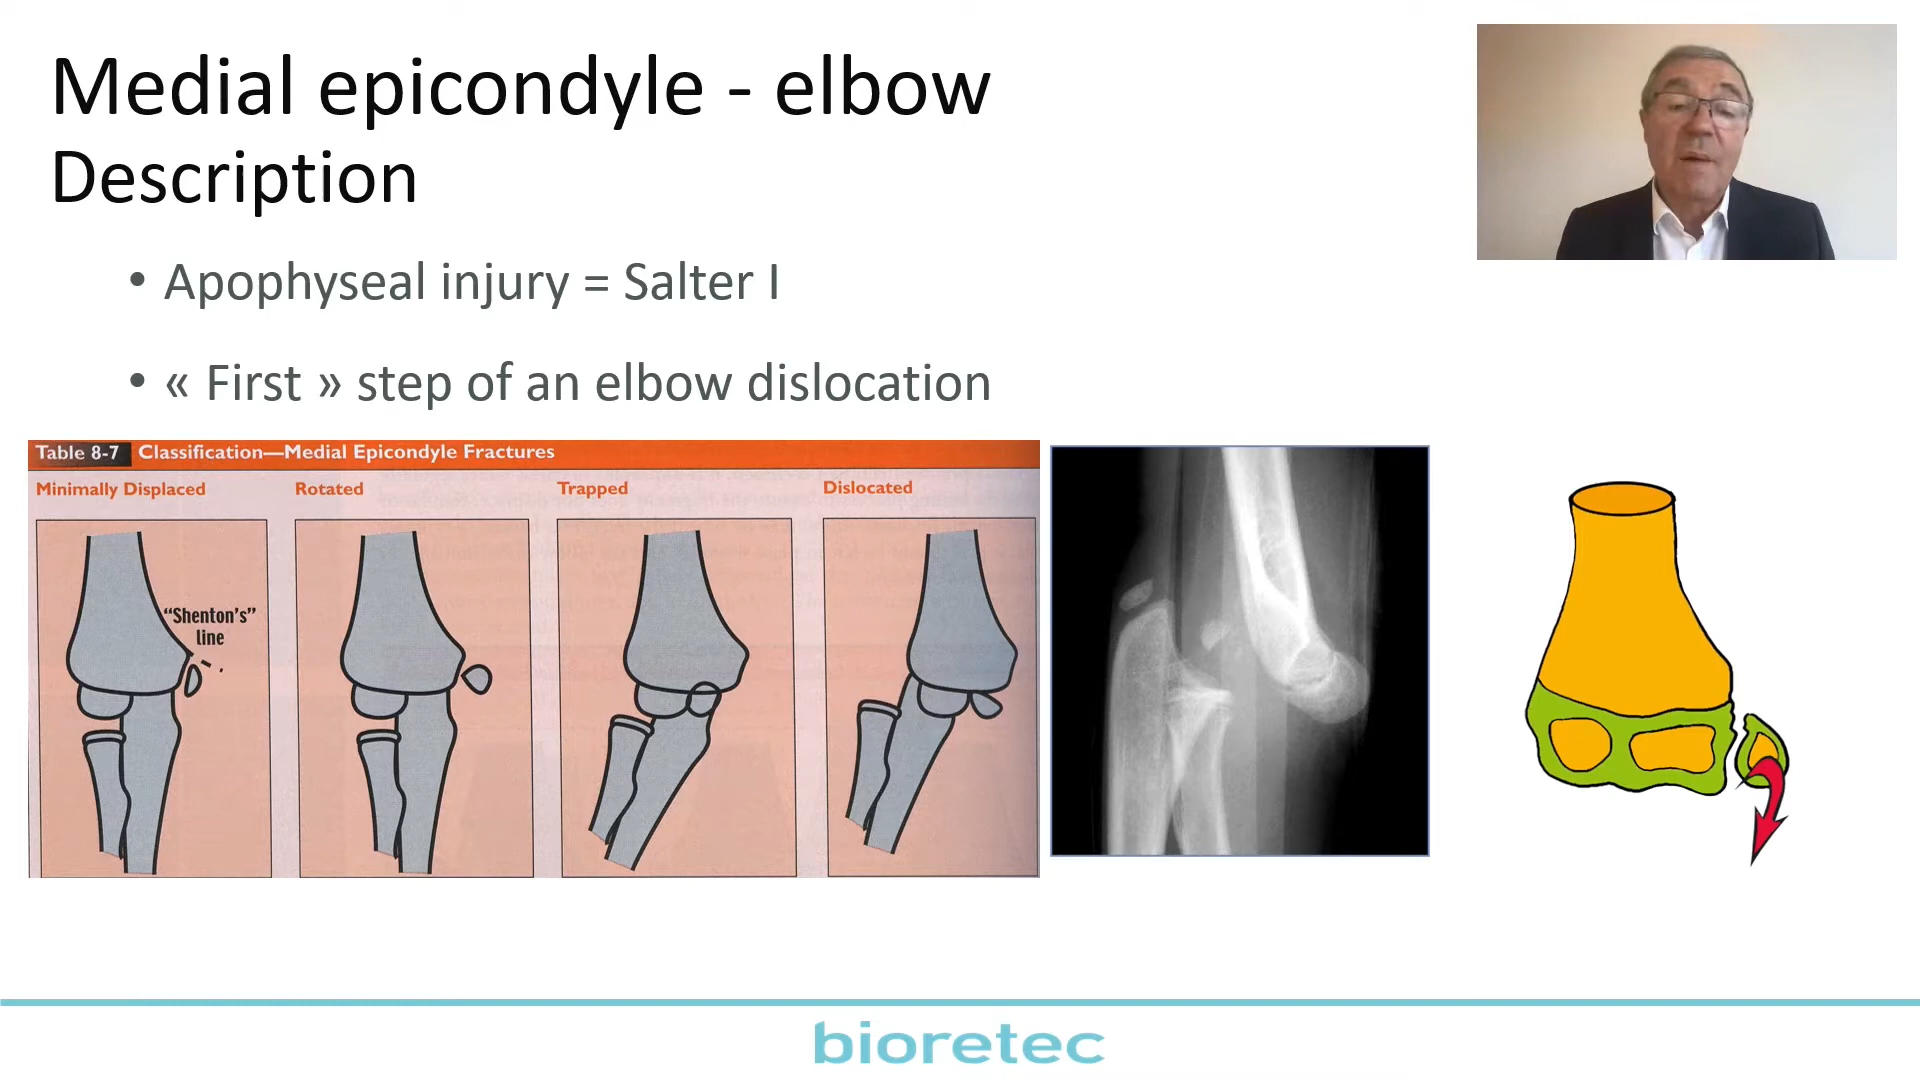 Medial epicondyle - elbow
Description
• Apophyseal injury = Salter I
• « First » step of an elbow dislocation
Table 8-7 Classification—Medial Epicondyle Fractures
Minimally Displaced
Rotated
Trapped
Dislocated
“Shenton’s”
line
bioretec